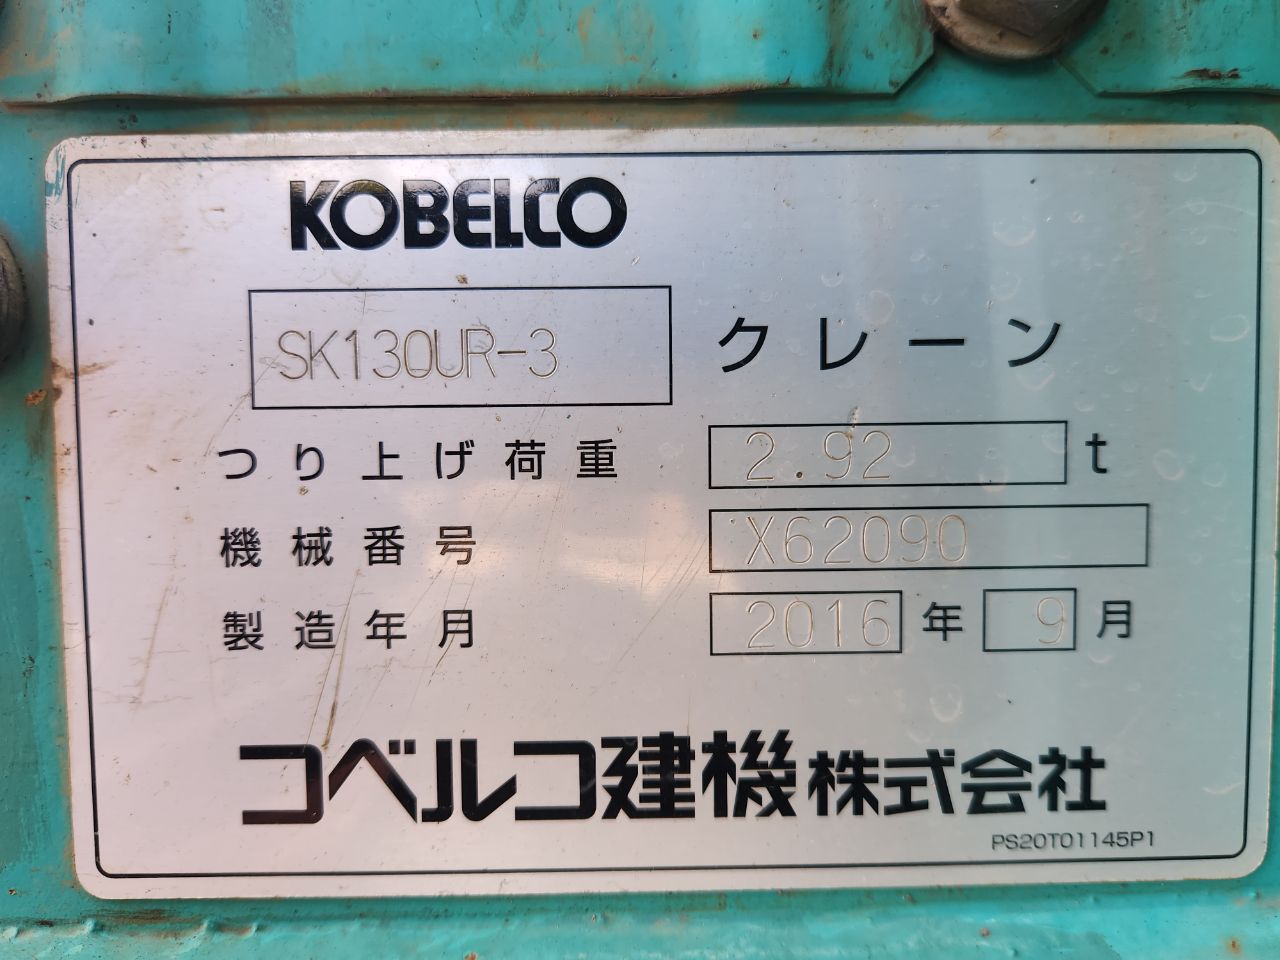 KOBELCO
SK130UR-3 クレーン
つり上げ荷重 2.92 t
機械番号 X62090
製造年月 2016 年 9 月
コベルコ建機株式会社
PS20T01145P1